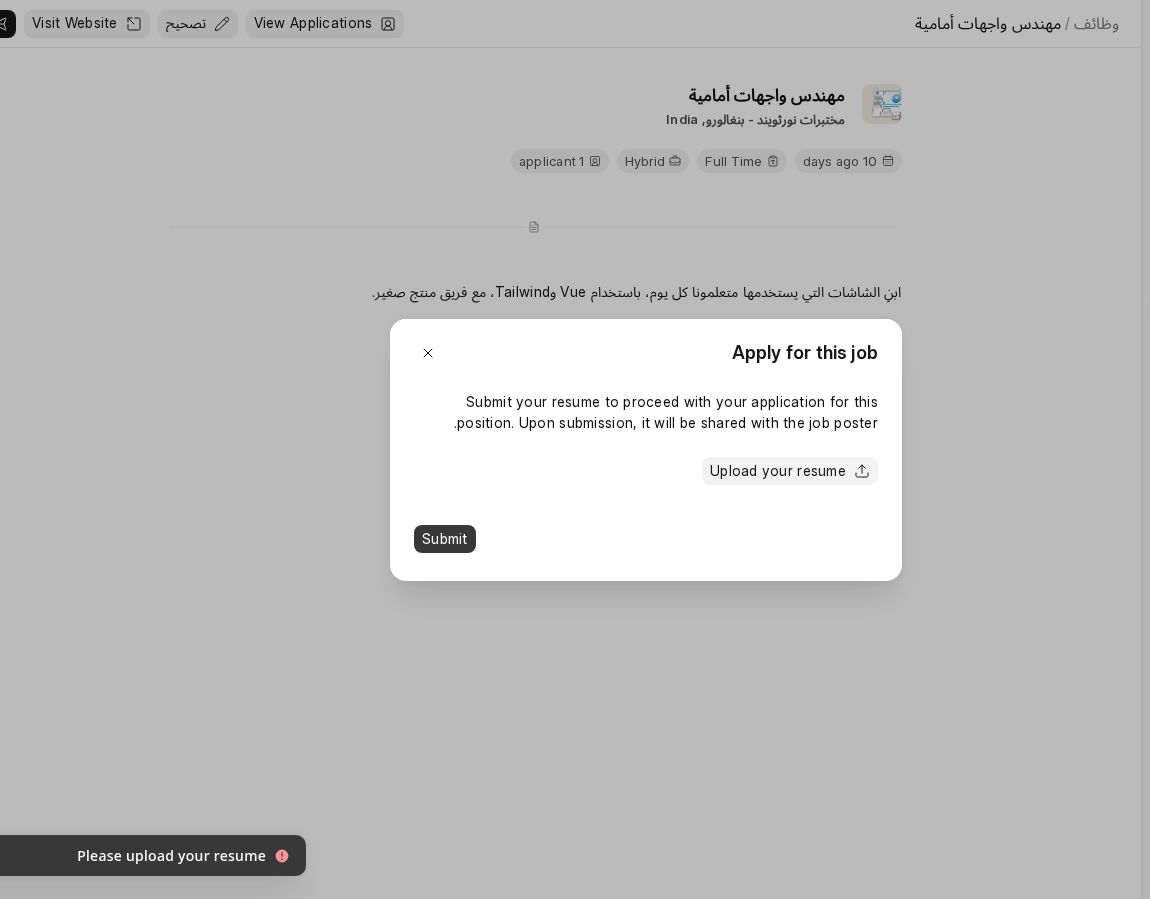 وظائف / مهندس واجهات أمامية
View Applications
تصحيح
Visit Website
مهندس واجهات أمامية
مختبرات نورثويند - بنغالورو, India
10 days ago
Full Time
Hybrid
1 applicant
ابنِ الشاشات التي يستخدمها متعلمونا كل يوم، باستخدام Vue وTailwind، مع فريق منتج صغير.
Apply for this job
Submit your resume to proceed with your application for this
position. Upon submission, it will be shared with the job poster.
Upload your resume
Submit
Please upload your resume